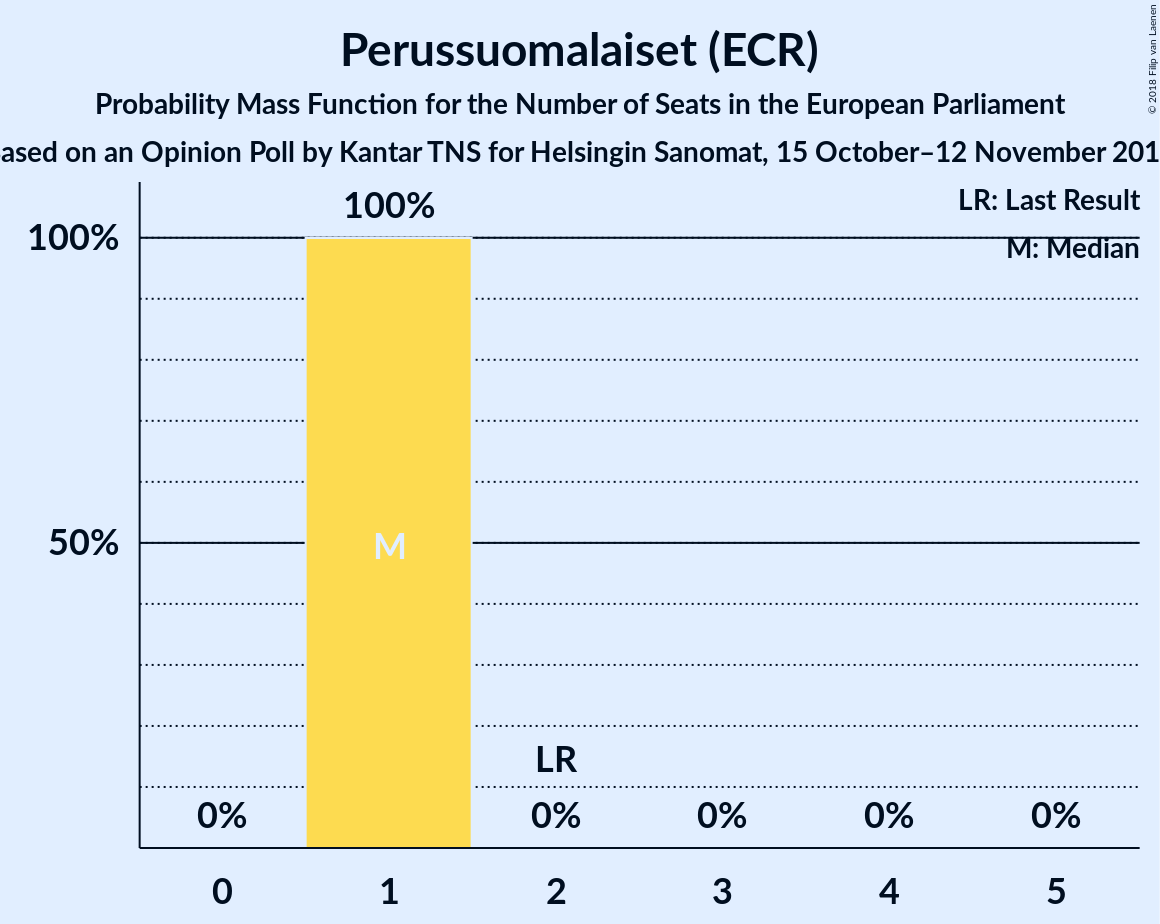 Perussuomalaiset (ECR)
Probability Mass Function for the Number of Seats in the European Parliament
ased on an Opinion Poll by Kantar TNS for Helsingin Sanomat, 15 October–12 November 201
© 2018 Filip van Laenen
LR: Last Result
M: Median
100%
100%
50%
M
LR
0%
0%
0%
0%
0%
0
1
2
3
4
5